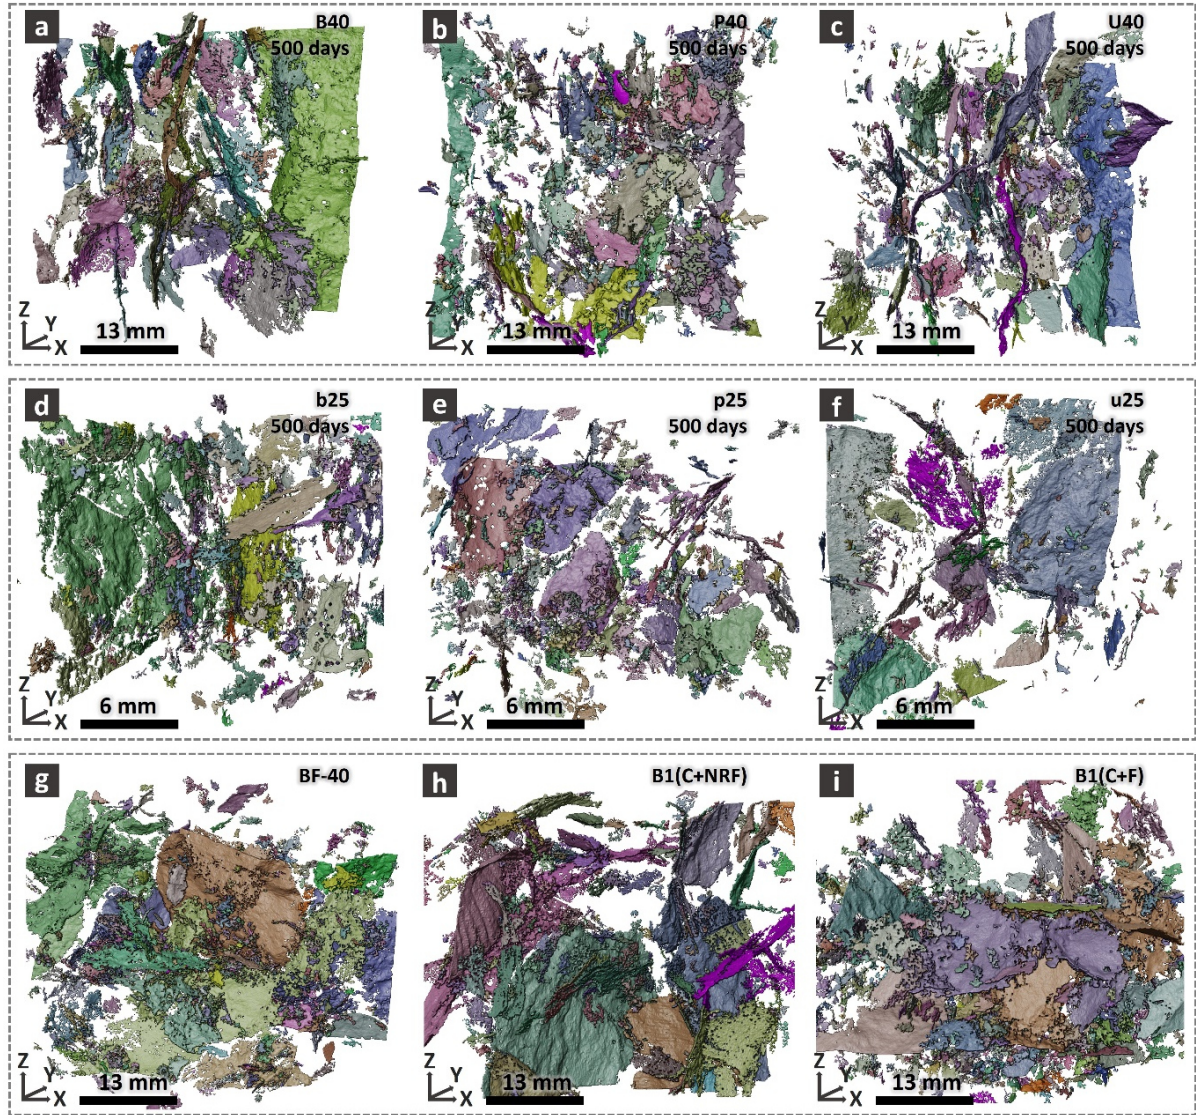 a
B40
500 days
Z
Y
X
13 mm
b
P40
500 days
Z
Y
X
13 mm
c
U40
500 days
Z
Y
X
13 mm
d
b25
500 days
Z
Y
X
6 mm
e
p25
500 days
Z
Y
X
6 mm
f
u25
500 days
Z
Y
X
6 mm
g
BF-40
Z
Y
X
13 mm
h
B1(C+NRF)
Z
Y
X
13 mm
i
B1(C+F)
Z
Y
X
13 mm